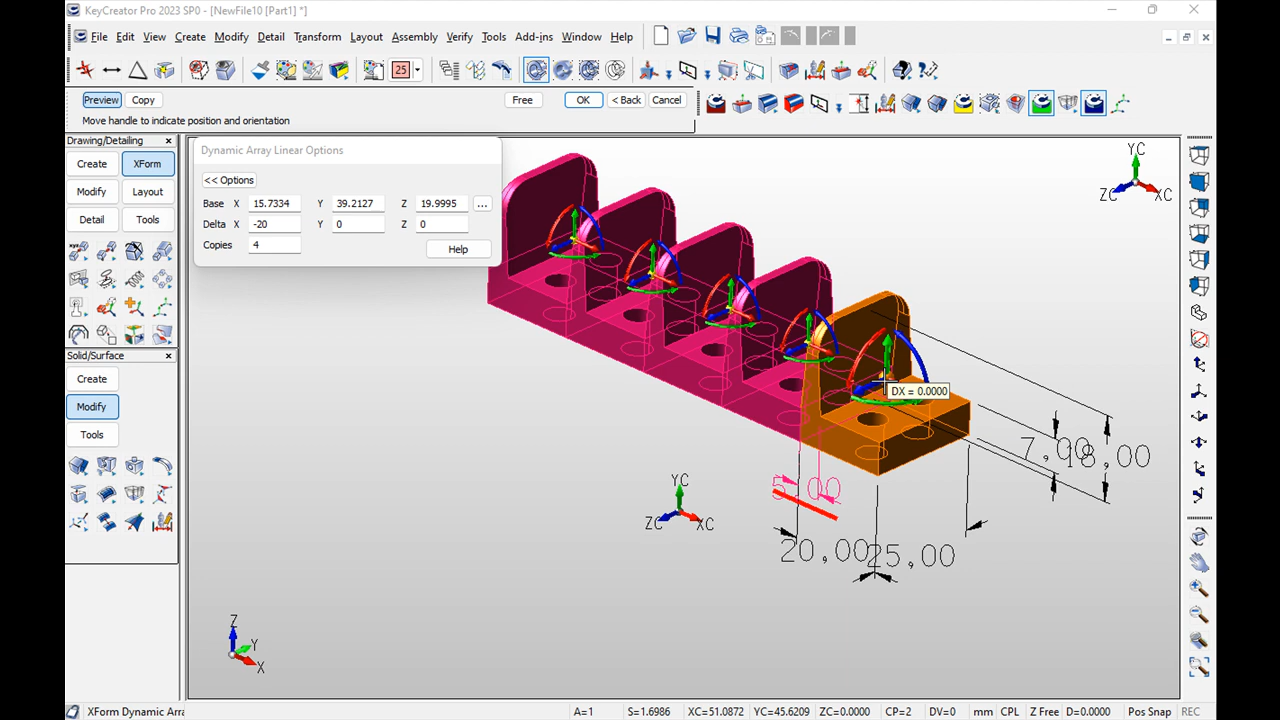 KeyCreator Pro 2023 SP0 - [NewFile10 [Part1] *]
File Edit View Create Modify Detail Transform Layout Assembly Verify Tools Add-ins Window Help
25
Preview Copy Free OK < Back Cancel
Move handle to indicate position and orientation
Drawing/Detailing
Create XForm
Modify Layout
Detail Tools
Solid/Surface
Create
Modify
Tools
Dynamic Array Linear Options
<< Options
Base X 15.7334 Y 39.2127 Z 19.9995 ...
Delta X -20 Y 0 Z 0
Copies 4 Help
YC
ZC XC
DX = 0.0000
7,00 18,00
5,00
YC
ZC XC
20,00 25,00
Z
Y
X
XForm Dynamic Arra A=1 S=1.6986 XC=51.0872 YC=45.6209 ZC=0.0000 CP=2 DV=0 mm CPL Z Free D=0.0000 Pos Snap REC